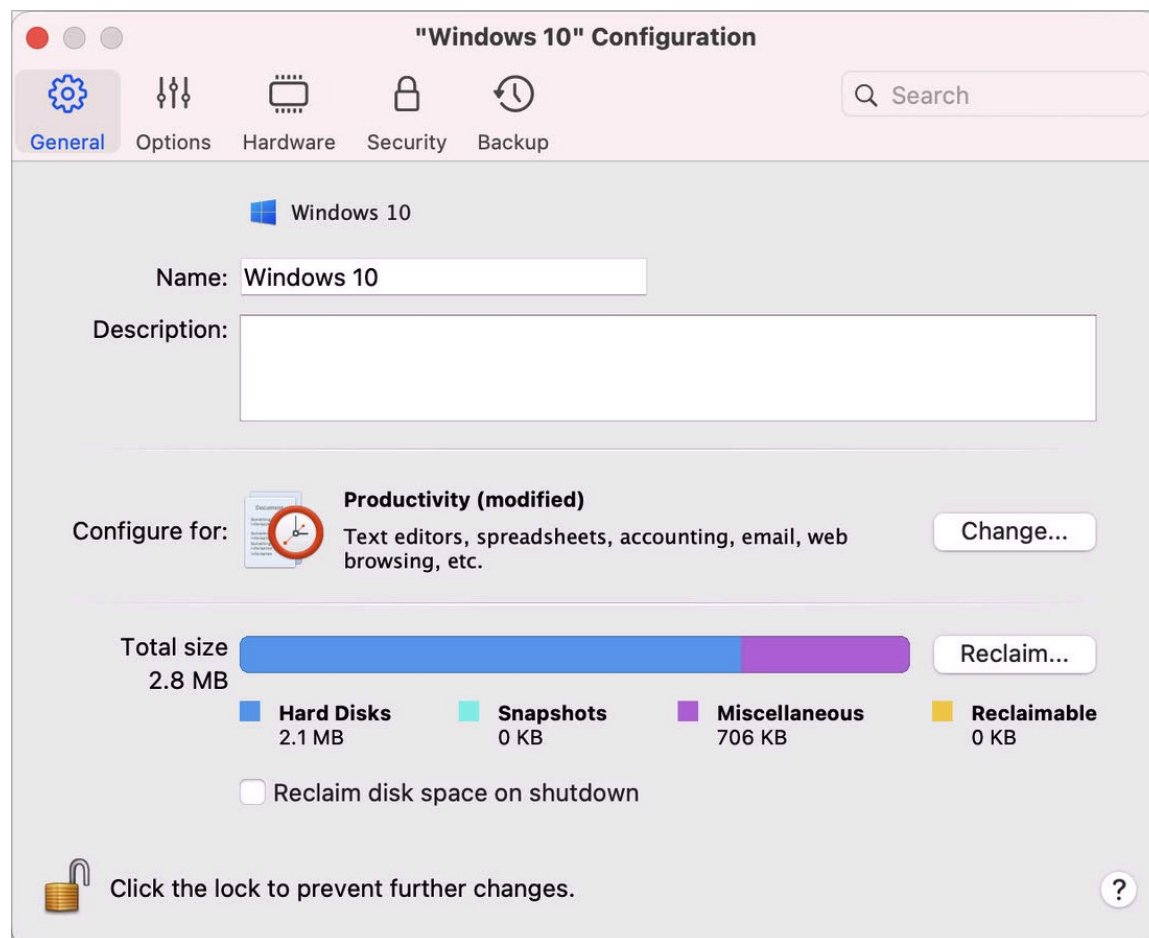 "Windows 10" Configuration
General
Options
Hardware
Security
Backup
Search
Windows 10
Name: Windows 10
Description:
Configure for:
Productivity (modified)
Text editors, spreadsheets, accounting, email, web
browsing, etc.
Change...
Total size
2.8 MB
Reclaim...
Hard Disks
2.1 MB
Snapshots
0 KB
Miscellaneous
706 KB
Reclaimable
0 KB
Reclaim disk space on shutdown
Click the lock to prevent further changes.
?